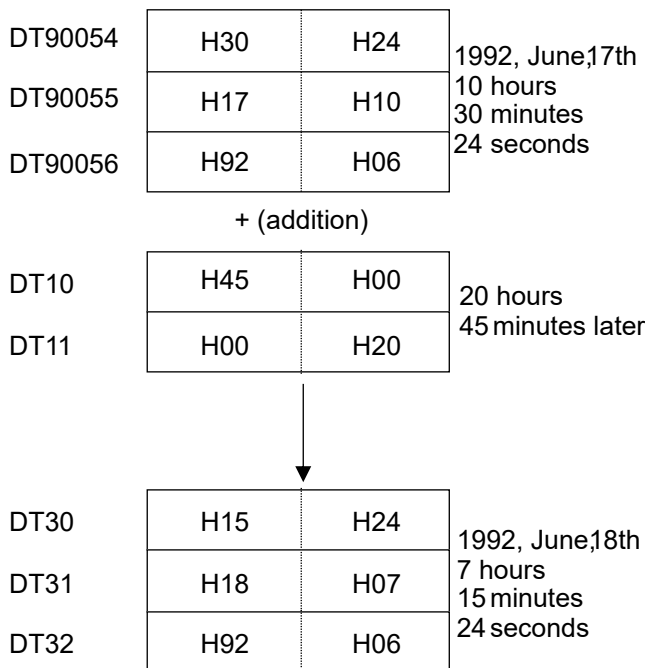 DT90054 H30 H24
DT90055 H17 H10
DT90056 H92 H06
1992, June,17th
10 hours
30 minutes
24 seconds
+ (addition)
DT10 H45 H00
DT11 H00 H20
20 hours
45 minutes later
DT30 H15 H24
DT31 H18 H07
DT32 H92 H06
1992, June,18th
7 hours
15 minutes
24 seconds